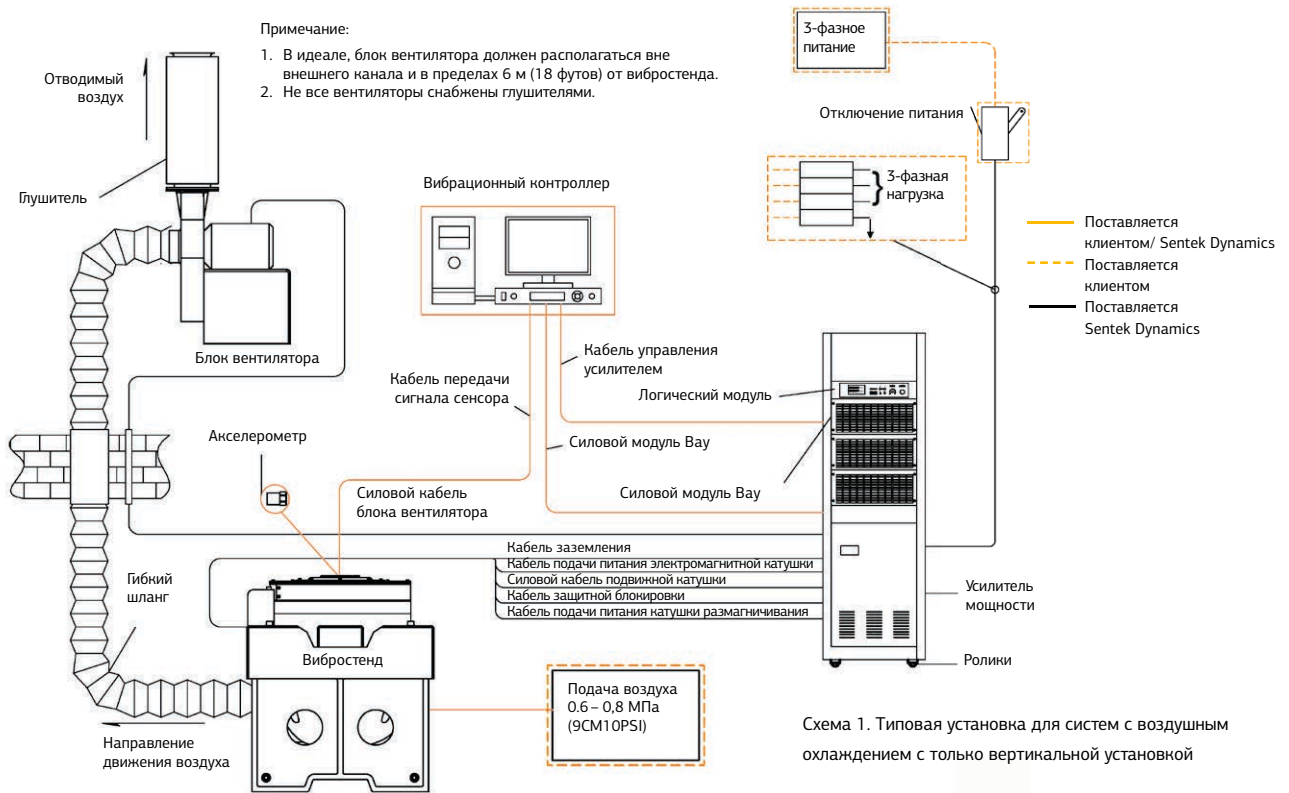 Примечание:
1. В идеале, блок вентилятора должен располагаться вне
внешнего канала и в пределах 6 м (18 футов) от вибростенда.
2. Не все вентиляторы снабжены глушителями.
3-фазное
питание
Отводимый
воздух
Отключение питания
Глушитель
Вибрационный контроллер
3-фазная
нагрузка
Поставляется
клиентом/ Sentek Dynamics
Поставляется
клиентом
Поставляется
Sentek Dynamics
Блок вентилятора
Кабель управления
усилителем
Кабель передачи
сигнала сенсора
Логический модуль
Акселерометр
Силовой модуль Bay
Силовой кабель
блока вентилятора
Силовой модуль Bay
Кабель заземления
Кабель подачи питания электромагнитной катушки
Силовой кабель подвижной катушки
Кабель защитной блокировки
Кабель подачи питания катушки размагничивания
Гибкий
шланг
Усилитель
мощности
Вибростенд
Ролики
Подача воздуха
0.6 – 0,8 МПа
(9CM10PSI)
Направление
движения воздуха
Схема 1. Типовая установка для систем с воздушным
охлаждением с только вертикальной установкой